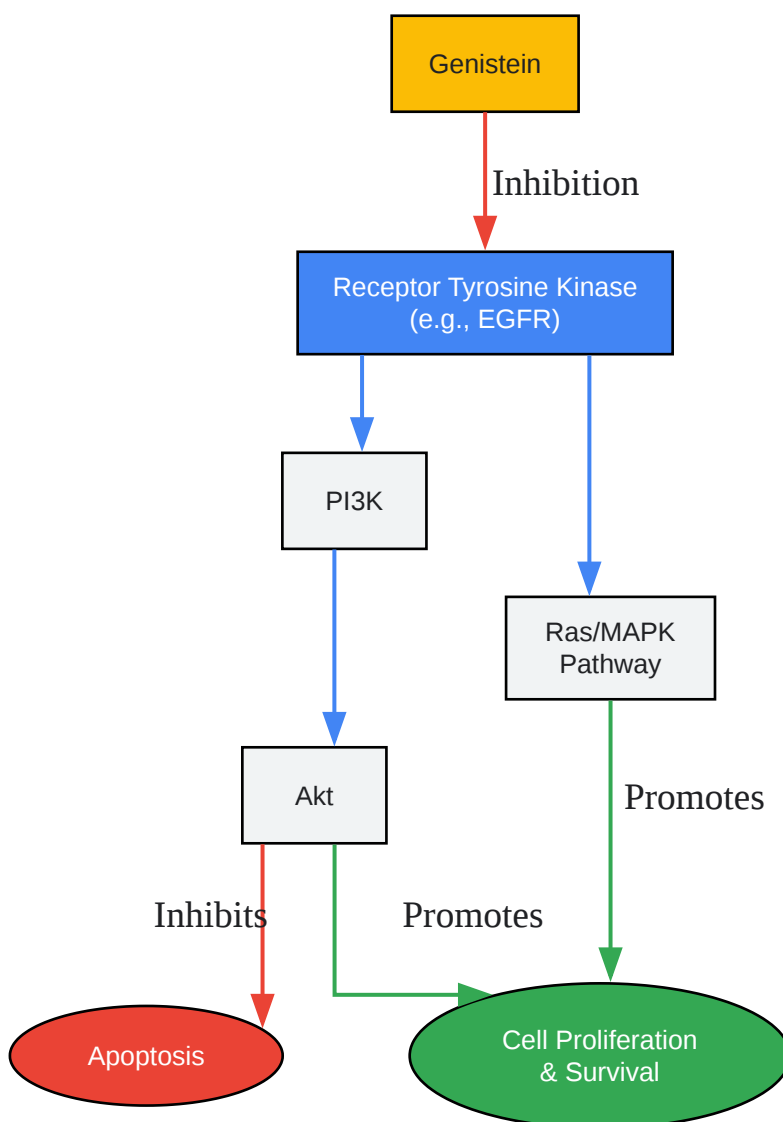 Genistein
Inhibition
Receptor Tyrosine Kinase
(e.g., EGFR)
PI3K
Ras/MAPK
Pathway
Akt
Promotes
Inhibits
Promotes
Apoptosis
Cell Proliferation
& Survival